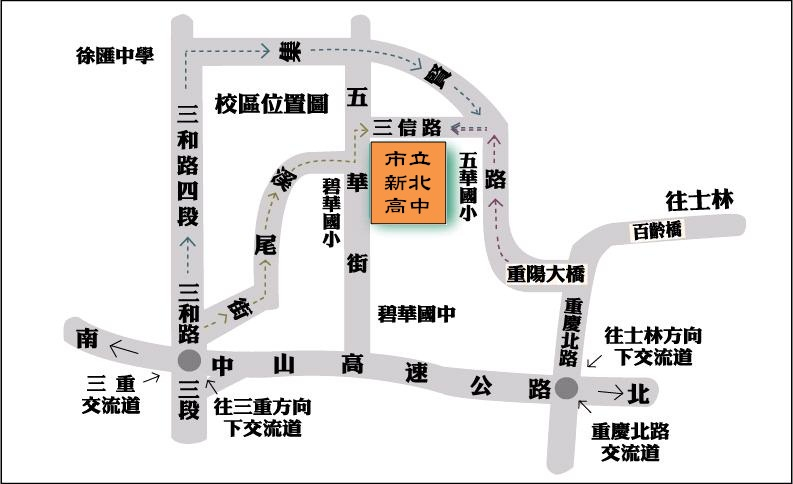 徐匯中學
集
賢
路
校區位置圖
五華街
三信路
市立
新北
高中
五華國小
碧華國小
三和路四段
溪尾街
往士林
百齡橋
重陽大橋
三和路
三段
碧華國中
重慶北路
往士林方向
下交流道
南
中山高速公路
北
三重
交流道
往三重方向
下交流道
重慶北路
交流道